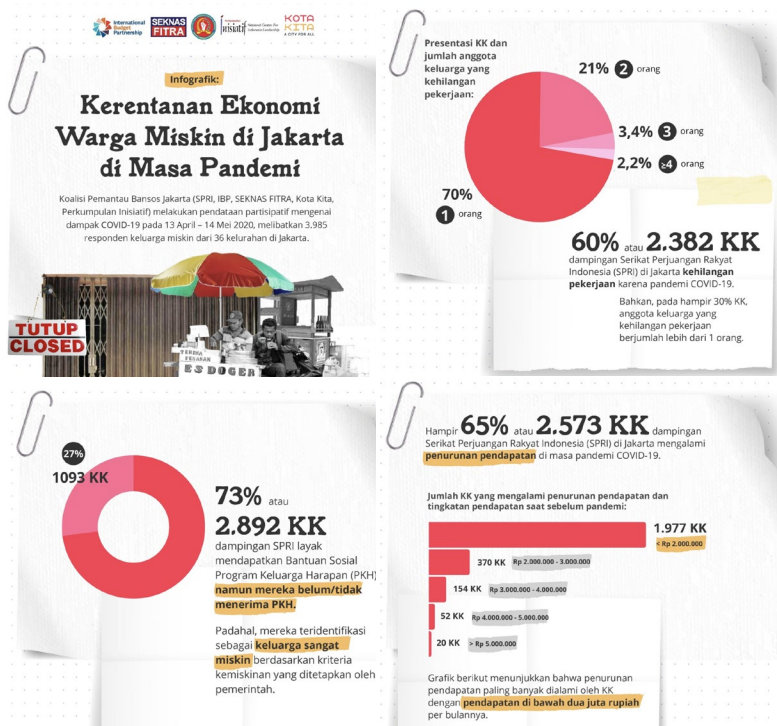 International
Budget
Partnership
SEKNAS
FITRA
Perkumpulan
inisiatif
KOTA
KITA
A CITY FOR ALL
Infografik:
Kerentanan Ekonomi
Warga Miskin di Jakarta
di Masa Pandemi
Koalisi Pemantau Bansos Jakarta (SPRI, IBP, SEKNAS FITRA, Kota Kita,
Perkumpulan Inisiatif) melakukan pendataan partisipatif mengenai
dampak COVID-19 pada 13 April – 14 Mei 2020, melibatkan 3,985
responden keluarga miskin dari 36 kelurahan di Jakarta.
TUTUP
CLOSED
TERIMA
PESANAN
ES DOGER
Presentasi KK dan
jumlah anggota
keluarga yang
kehilangan
pekerjaan:
21% 2 orang
3,4% 3 orang
2,2% ≥4 orang
70%
1 orang
60% atau 2.382 KK
dampingan Serikat Perjuangan Rakyat
Indonesia (SPRI) di Jakarta kehilangan
pekerjaan karena pandemi COVID-19.
Bahkan, pada hampir 30% KK,
anggota keluarga yang
kehilangan pekerjaan
berjumlah lebih dari 1 orang.
27%
1093 KK
73% atau
2.892 KK
dampingan SPRI layak
mendapatkan Bantuan Sosial
Program Keluarga Harapan (PKH)
namun mereka belum/tidak
menerima PKH.
Padahal, mereka teridentifikasi
sebagai keluarga sangat
miskin berdasarkan kriteria
kemiskinan yang ditetapkan oleh
pemerintah.
Hampir 65% atau 2.573 KK dampingan
Serikat Perjuangan Rakyat Indonesia (SPRI) di Jakarta mengalami
penurunan pendapatan di masa pandemi COVID-19.
Jumlah KK yang mengalami penurunan pendapatan dan
tingkatan pendapatan saat sebelum pandemi:
1.977 KK
< Rp 2.000.000
370 KK Rp 2.000.000 - 3.000.000
154 KK Rp 3.000.000 - 4.000.000
52 KK Rp 4.000.000 - 5.000.000
20 KK > Rp 5.000.000
Grafik berikut menunjukkan bahwa penurunan
pendapatan paling banyak dialami oleh KK
dengan pendapatan di bawah dua juta rupiah
per bulannya.